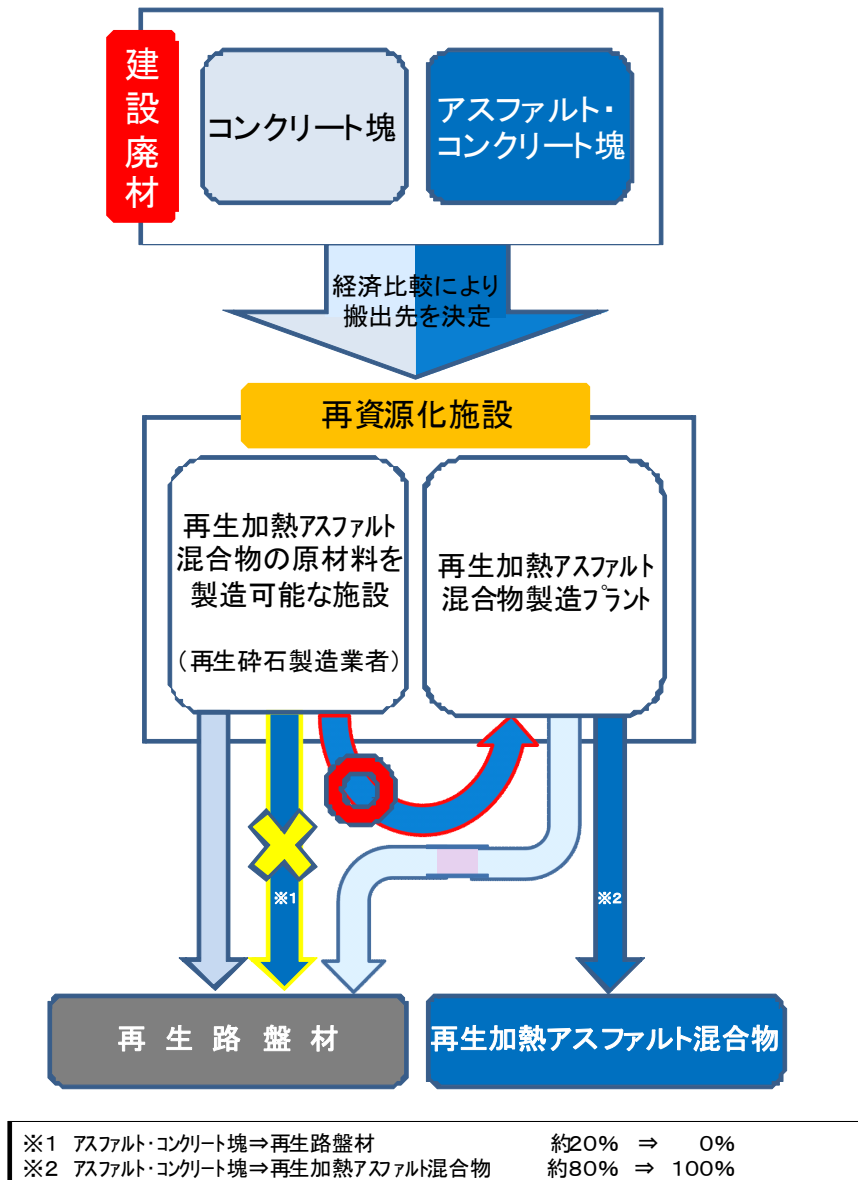 建設廃材
コンクリート塊
アスファルト・
コンクリート塊
経済比較により
搬出先を決定
再資源化施設
再生加熱アスファルト
混合物の原材料を
製造可能な施設
（再生砕石製造業者）
再生加熱アスファルト
混合物製造プラント
※1
※2
再生路盤材
再生加熱アスファルト混合物
※1 アスファルト・コンクリート塊⇒再生路盤材 約20% ⇒ 0%
※2 アスファルト・コンクリート塊⇒再生加熱アスファルト混合物 約80% ⇒ 100%